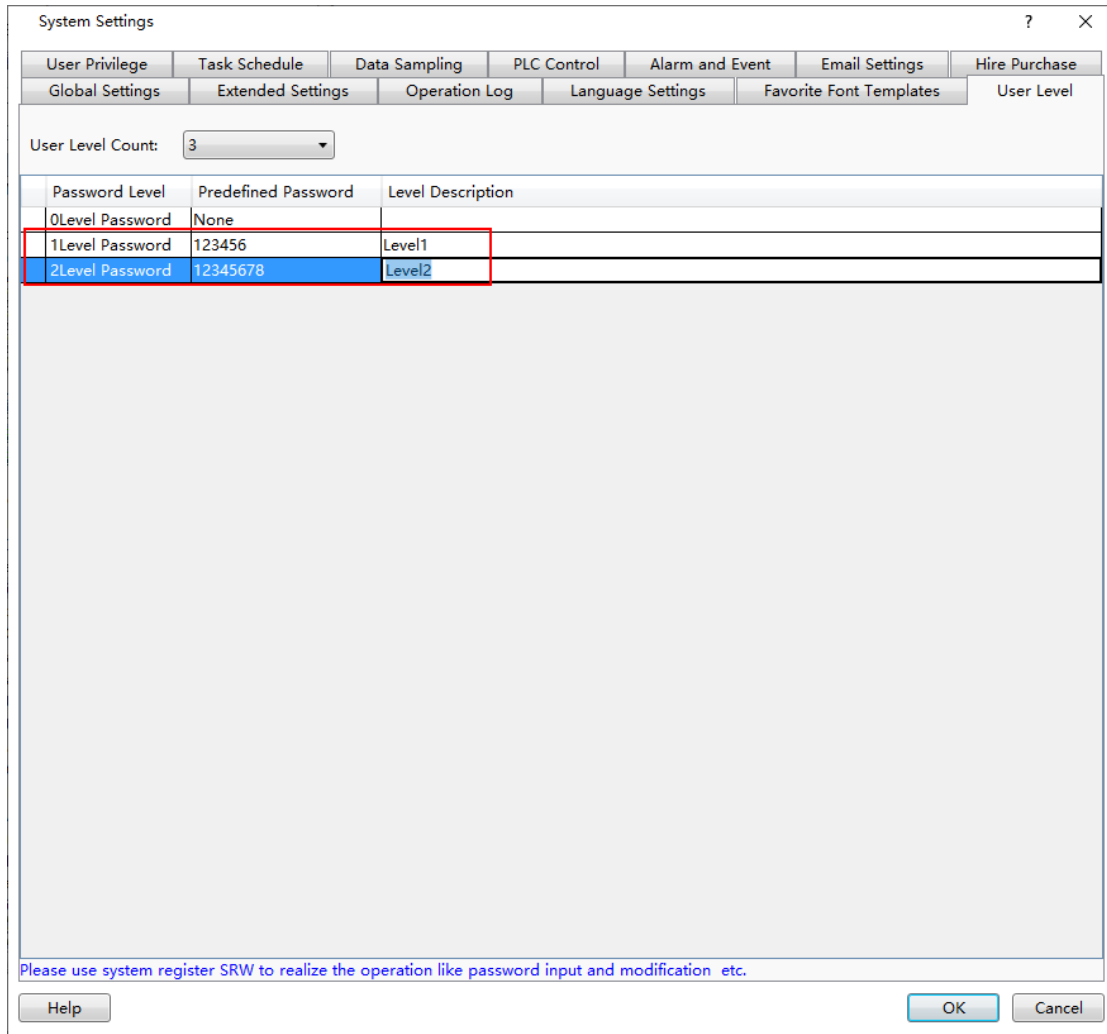 System Settings ? ×
User Privilege Task Schedule Data Sampling PLC Control Alarm and Event Email Settings Hire Purchase
Global Settings Extended Settings Operation Log Language Settings Favorite Font Templates User Level
User Level Count: 3
Password Level Predefined Password Level Description
0Level Password None
1Level Password 123456 Level1
2Level Password 12345678 Level2
Please use system register SRW to realize the operation like password input and modification etc.
Help OK Cancel